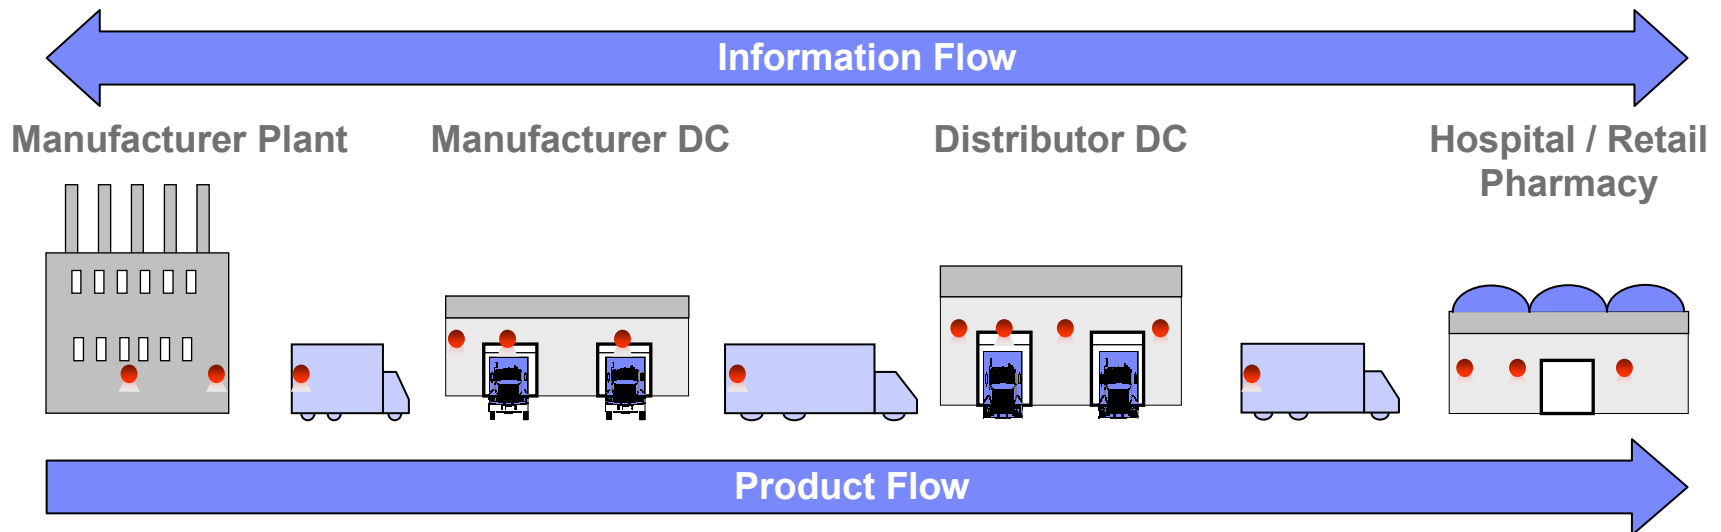 Information Flow
Manufacturer Plant
Manufacturer DC
Distributor DC
Hospital / Retail
Pharmacy
Product Flow